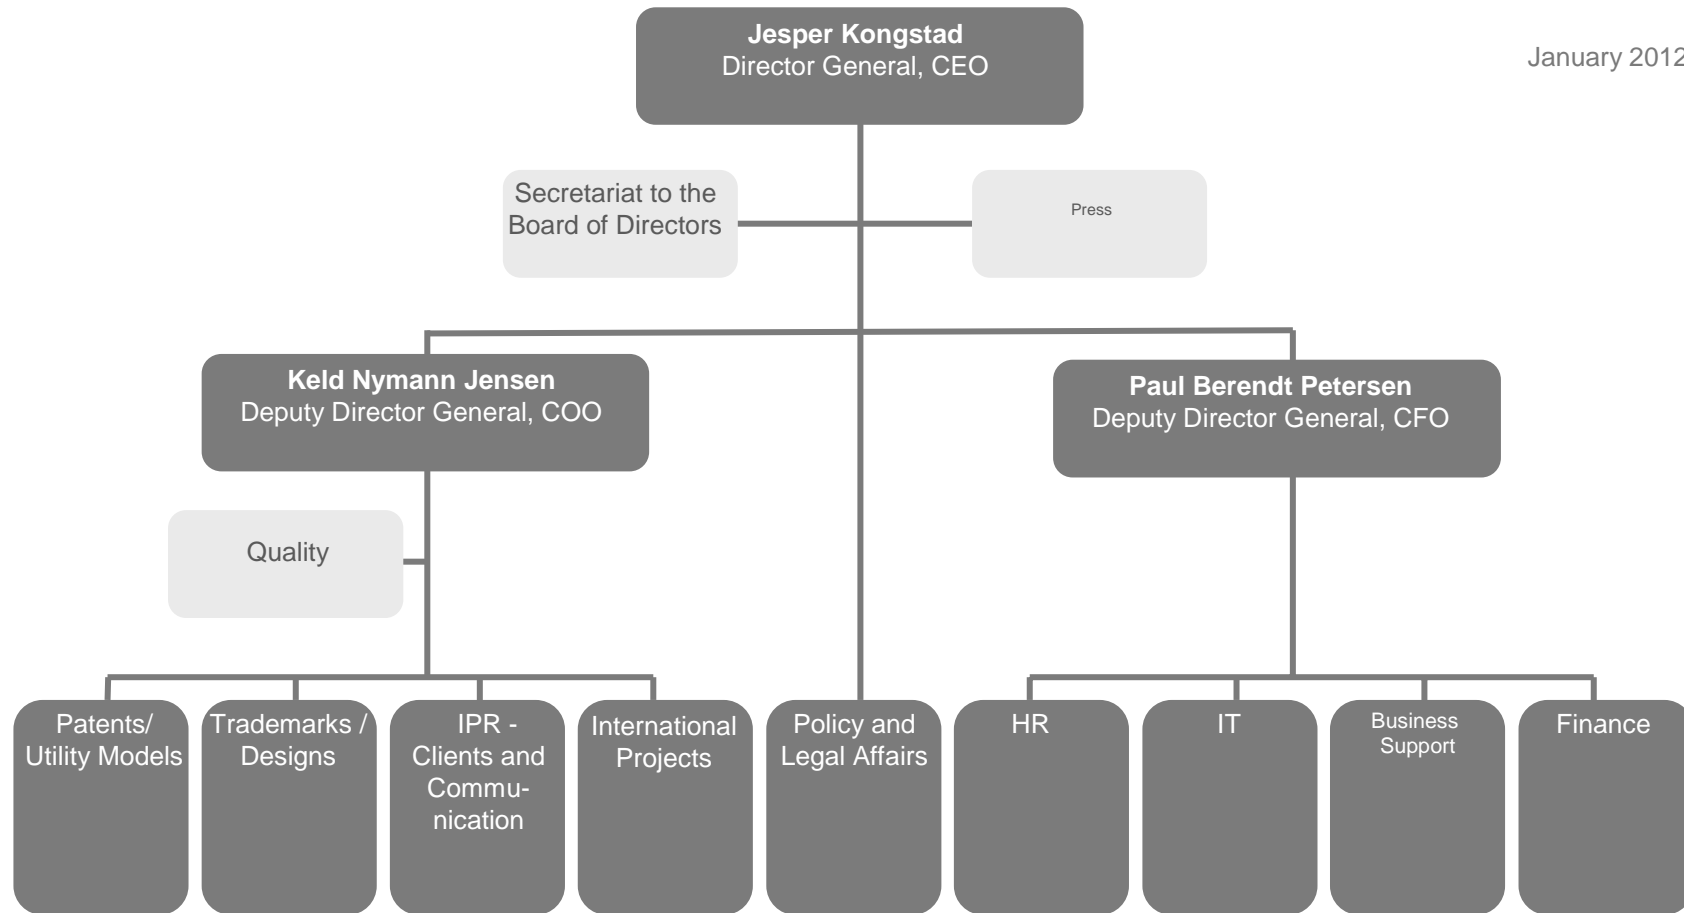 Jesper Kongstad
Director General, CEO
January 2012
Secretariat to the
Board of Directors
Press
Keld Nymann Jensen
Deputy Director General, COO
Paul Berendt Petersen
Deputy Director General, CFO
Quality
Patents/
Utility Models
Trademarks /
Designs
IPR -
Clients and
Commu-
nication
International
Projects
Policy and
Legal Affairs
HR
IT
Business
Support
Finance